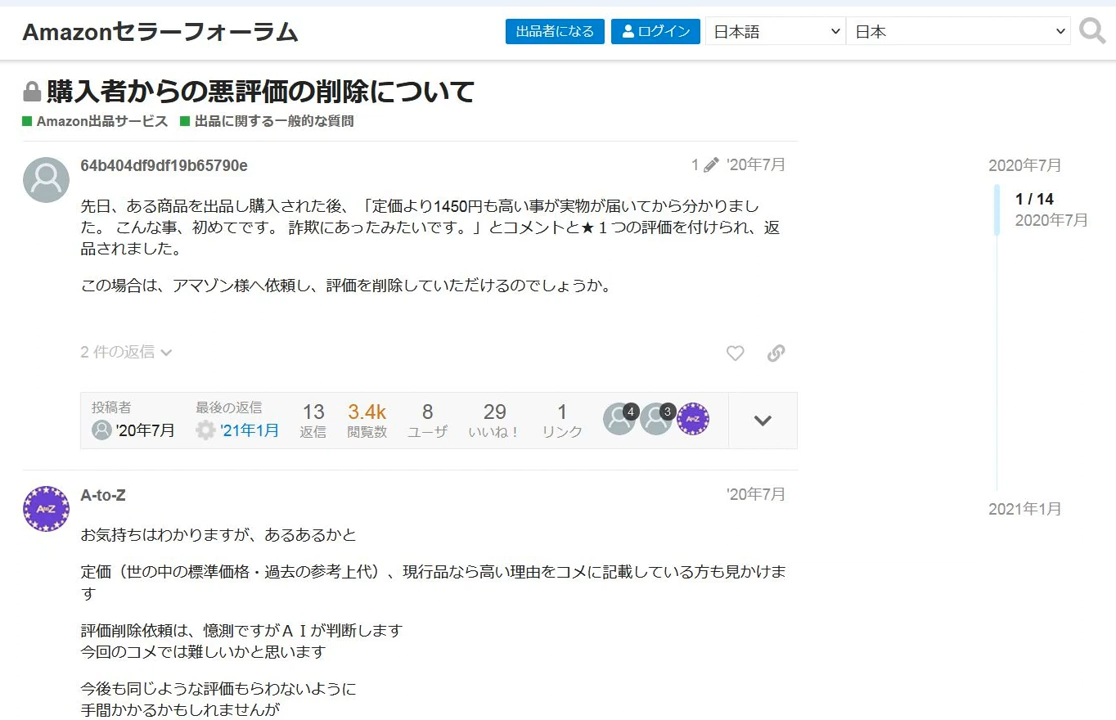 Amazonセラーフォーラム
出品者になる
ログイン
日本語
日本
購入者からの悪評価の削除について
Amazon出品サービス 出品に関する一般的な質問
64b404df9df19b65790e
1 '20年7月
先日、ある商品を出品し購入された後、「定価より1450円も高い事が実物が届いてから分かりまし
た。 こんな事、初めてです。 詐欺にあったみたいです。」とコメントと★１つの評価を付けられ、返
品されました。
この場合は、アマゾン様へ依頼し、評価を削除していただけるのでしょうか。
2 件の返信
投稿者
'20年7月
最後の返信
'21年1月
13
返信
3.4k
閲覧数
8
ユーザ
29
いいね！
1
リンク
4
3
A-Z
2020年7月
1 / 14
2020年7月
2021年1月
A-Z
A-to-Z
'20年7月
お気持ちはわかりますが、あるあるかと
定価（世の中の標準価格・過去の参考上代）、現行品なら高い理由をコメに記載している方も見かけま
す
評価削除依頼は、憶測ですがＡＩが判断します
今回のコメでは難しいかと思います
今後も同じような評価もらわないように
手間かかるかもしれませんが